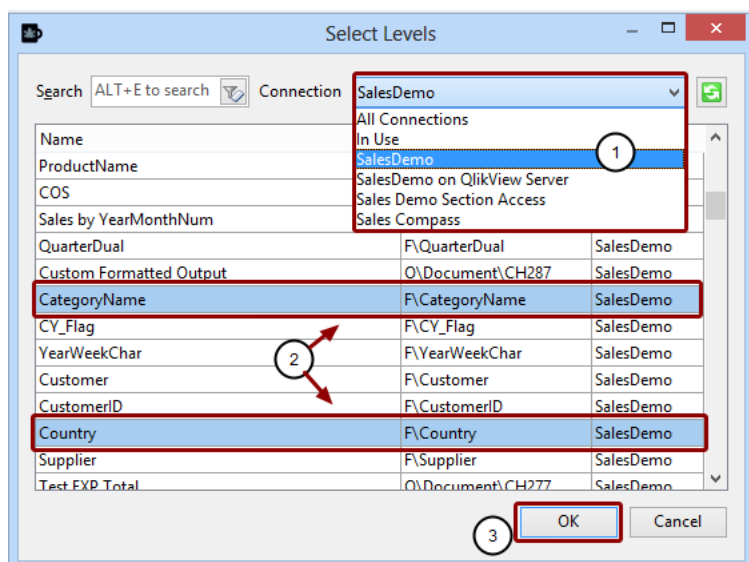 Select Levels
Search ALT+E to search Connection SalesDemo
All Connections
Name In Use
SalesDemo 1
ProductName
SalesDemo on QlikView Server
COS Sales Demo Section Access
Sales by YearMonthNum Sales Compass
QuarterDual F\QuarterDual SalesDemo
Custom Formatted Output O\Document\CH287 SalesDemo
CategoryName F\CategoryName SalesDemo
CY_Flag F\CY_Flag SalesDemo
YearWeekChar F\YearWeekChar SalesDemo
2
Customer F\Customer SalesDemo
CustomerID F\CustomerID SalesDemo
Country F\Country SalesDemo
Supplier F\Supplier SalesDemo
Test EXP Total O\Document\CH277 SalesDemo
3 OK Cancel